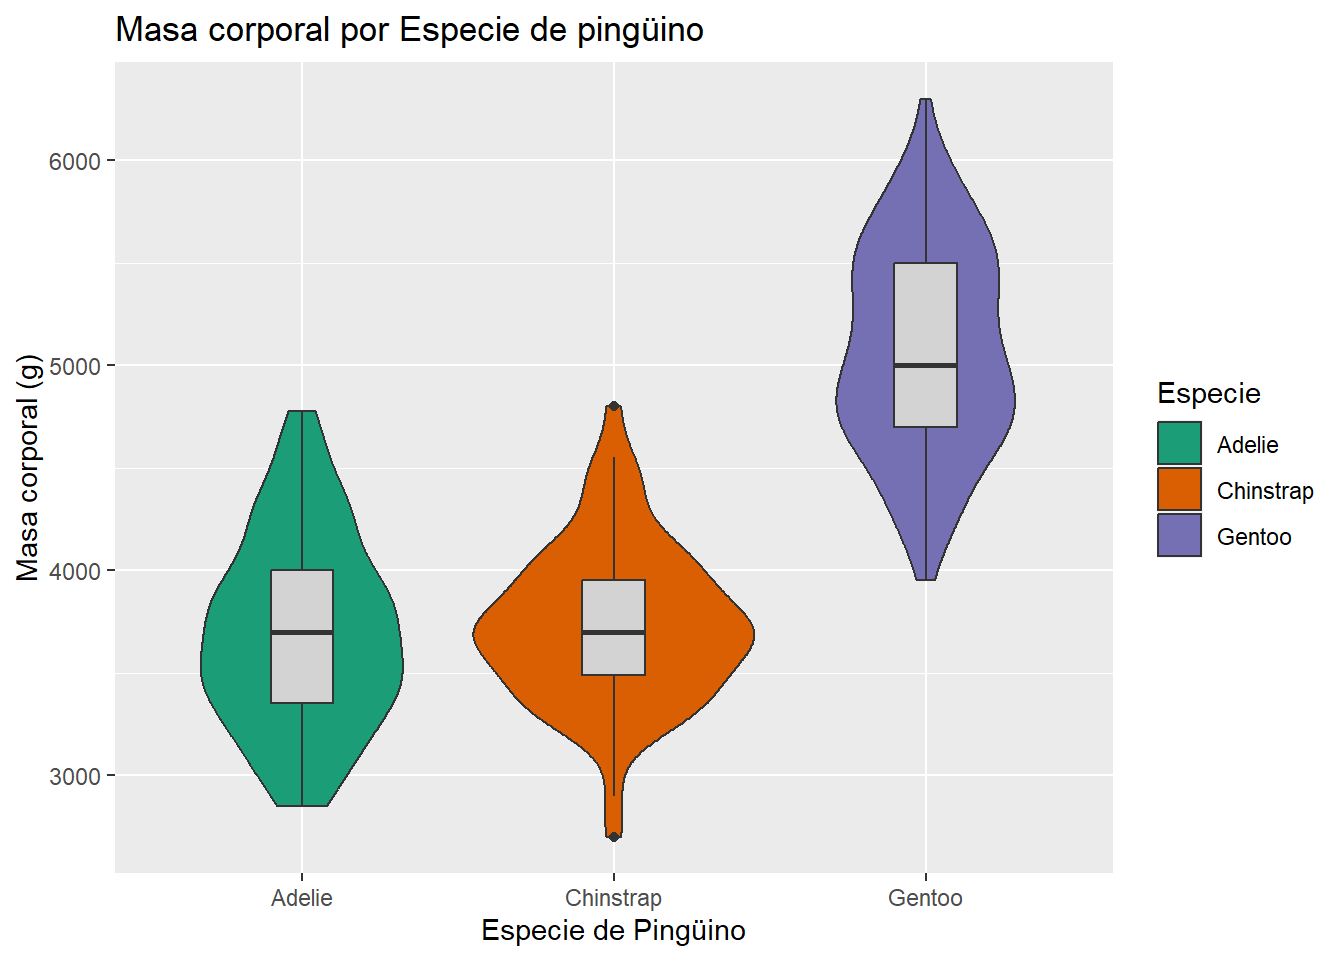 Masa corporal por Especie de pingüino
Masa corporal (g)
6000
5000
4000
3000
Adelie
Chinstrap
Gentoo
Especie de Pingüino
Especie
Adelie
Chinstrap
Gentoo